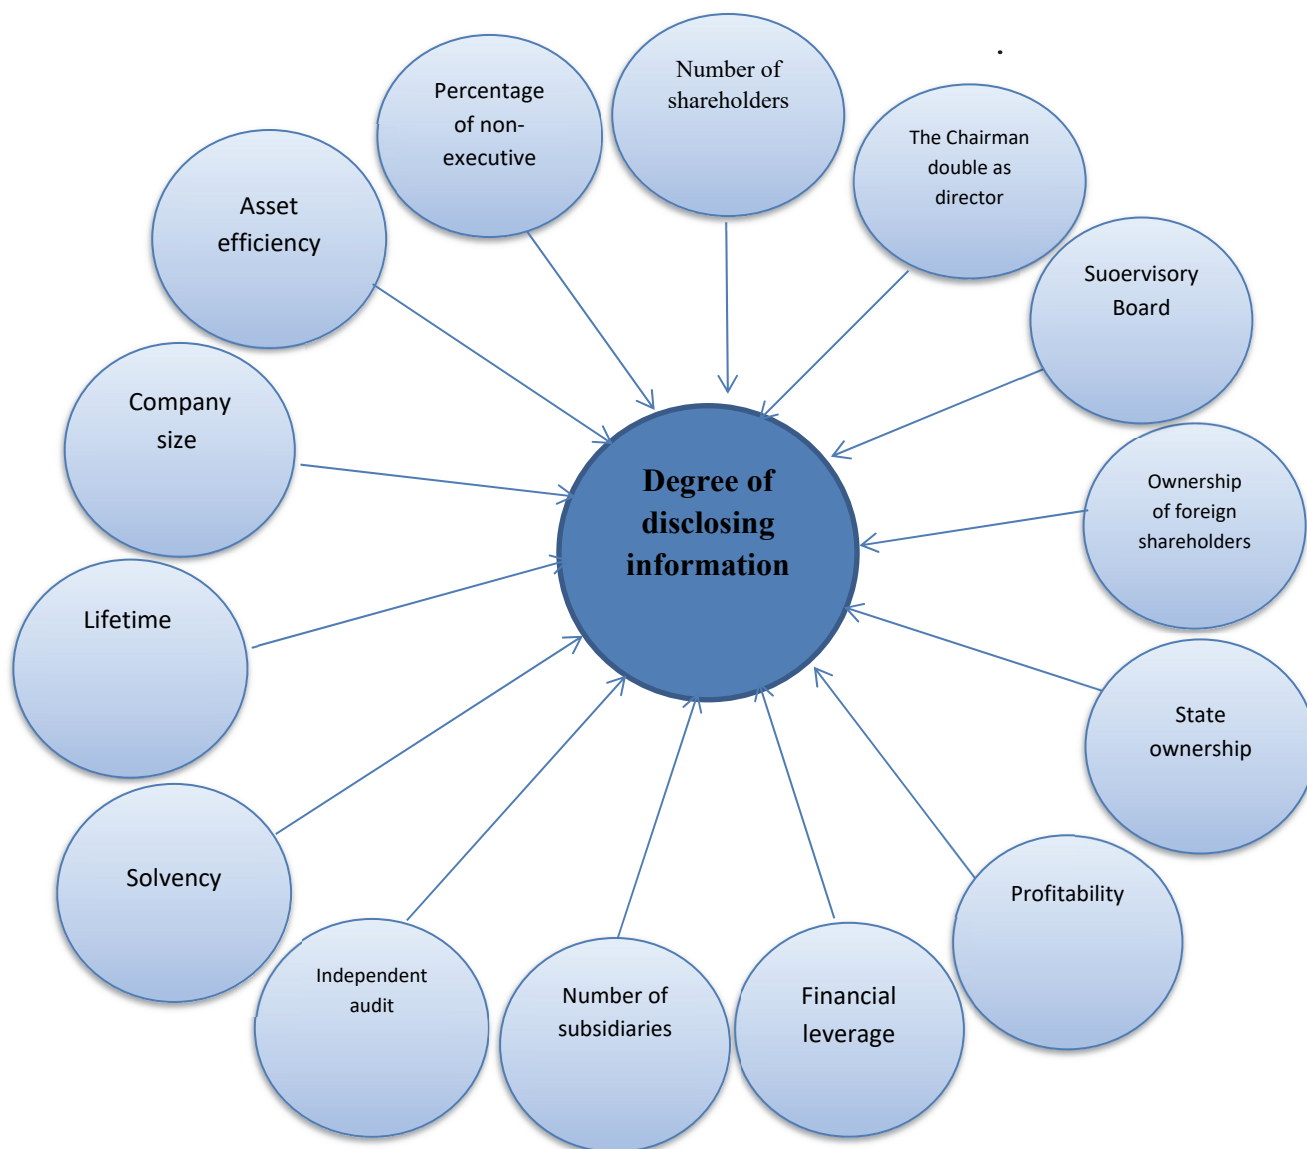 Number of
shareholders
Percentage
of non-
executive
The Chairman
double as
director
Asset
efficiency
Suoervisory
Board
Company
size
Degree of
disclosing
information
Ownership
of foreign
shareholders
Lifetime
State
ownership
Solvency
Profitability
Independent
audit
Number of
subsidiaries
Financial
leverage